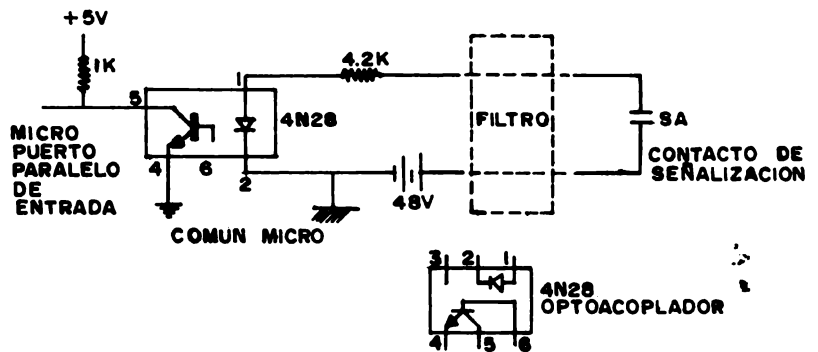 +5V
1K
5
4
6
1
2
4N28
4.2K
FILTRO
SA
CONTACTO DE
SEÑALIZACION
MICRO
PUERTO
PARALELO
DE
ENTRADA
48V
COMUN MICRO
3 2 1
4N28
OPTOACOPLADOR
4 5 6